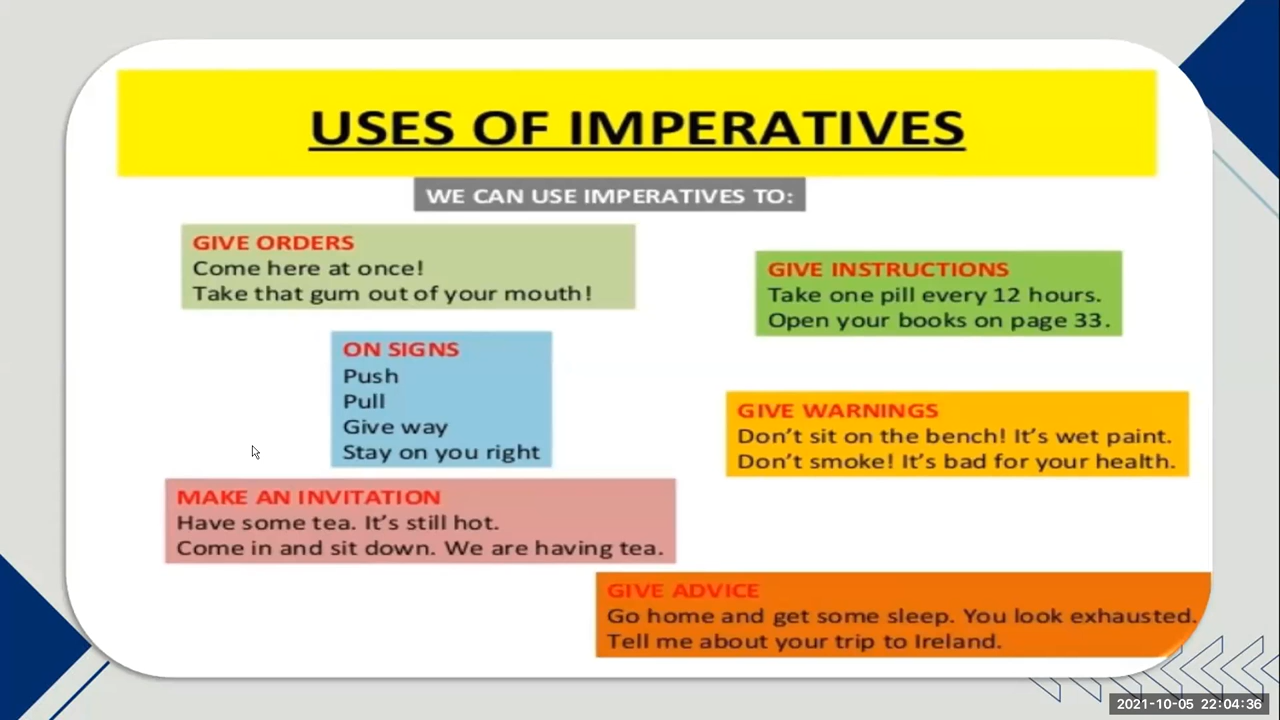 USES OF IMPERATIVES
WE CAN USE IMPERATIVES TO:
GIVE ORDERS
Come here at once!
Take that gum out of your mouth!
GIVE INSTRUCTIONS
Take one pill every 12 hours.
Open your books on page 33.
ON SIGNS
Push
Pull
Give way
Stay on you right
GIVE WARNINGS
Don't sit on the bench! It's wet paint.
Don't smoke! It's bad for your health.
MAKE AN INVITATION
Have some tea. It's still hot.
Come in and sit down. We are having tea.
GIVE ADVICE
Go home and get some sleep. You look exhausted.
Tell me about your trip to Ireland.
2021-10-05 22:04:36